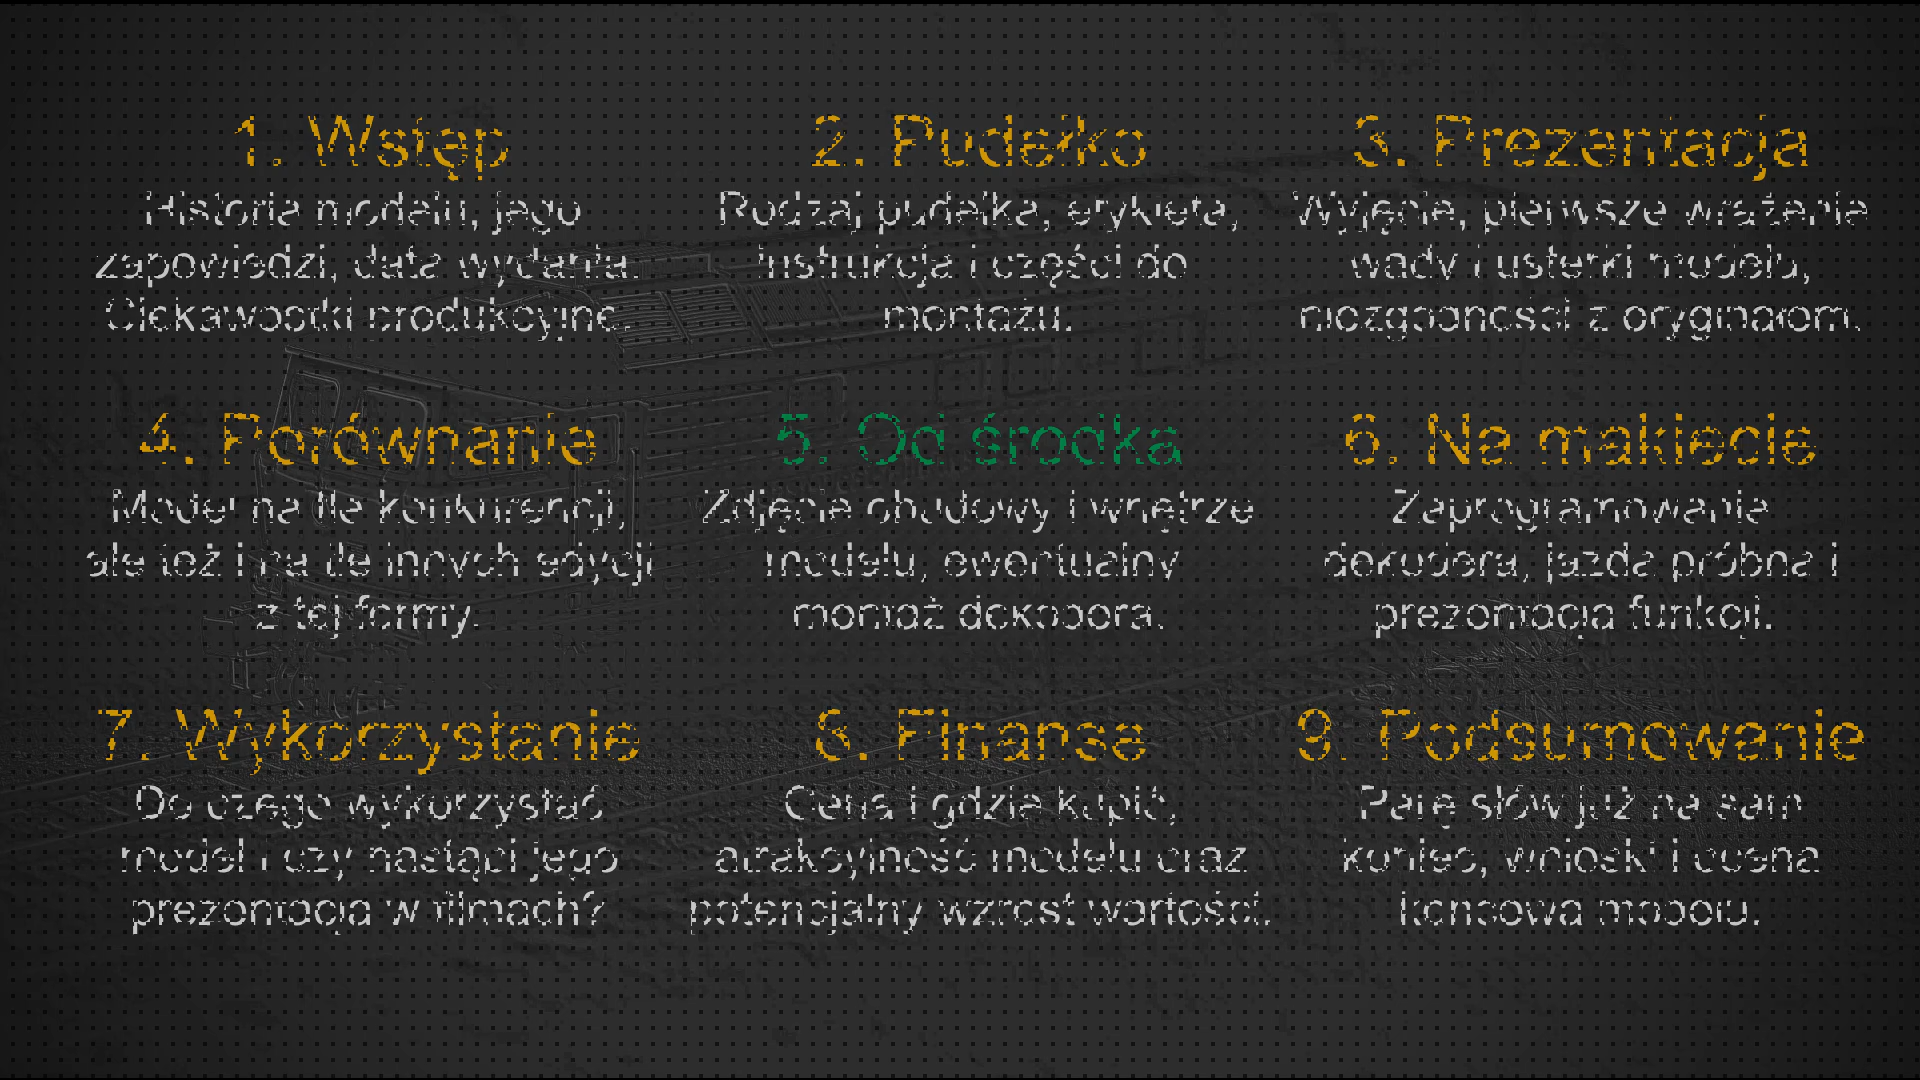 1. Wstęp
Historia modelu, jego
zapowiedzi, data wydania.
Ciekawostki produkcyjne.
2. Pudełko
Rodzaj pudełka, etykieta,
instrukcja i części do
montażu.
3. Prezentacja
Wyjęcie, pierwsze wrażenie
wady i usterki modelu,
niezgodności z oryginałem.
4. Porównanie
Model na tle konkurencji,
ale też i na tle innych edycji
z tej formy.
5. Od środka
Zdjęcie obudowy i wnętrze
modelu, ewentualny
montaż dekodera.
6. Na makiecie
Zaprogramowanie
dekodera, jazda próbna i
prezentacja funkcji.
7. Wykorzystanie
Do czego wykorzystać
model i czy nastąpi jego
prezentacja w filmach?
8. Finanse
Cena i gdzie kupić,
atrakcyjność modelu oraz
potencjalny wzrost wartości.
9. Podsumowanie
Parę słów już na sam
koniec, wnioski i ocena
końcowa modelu.